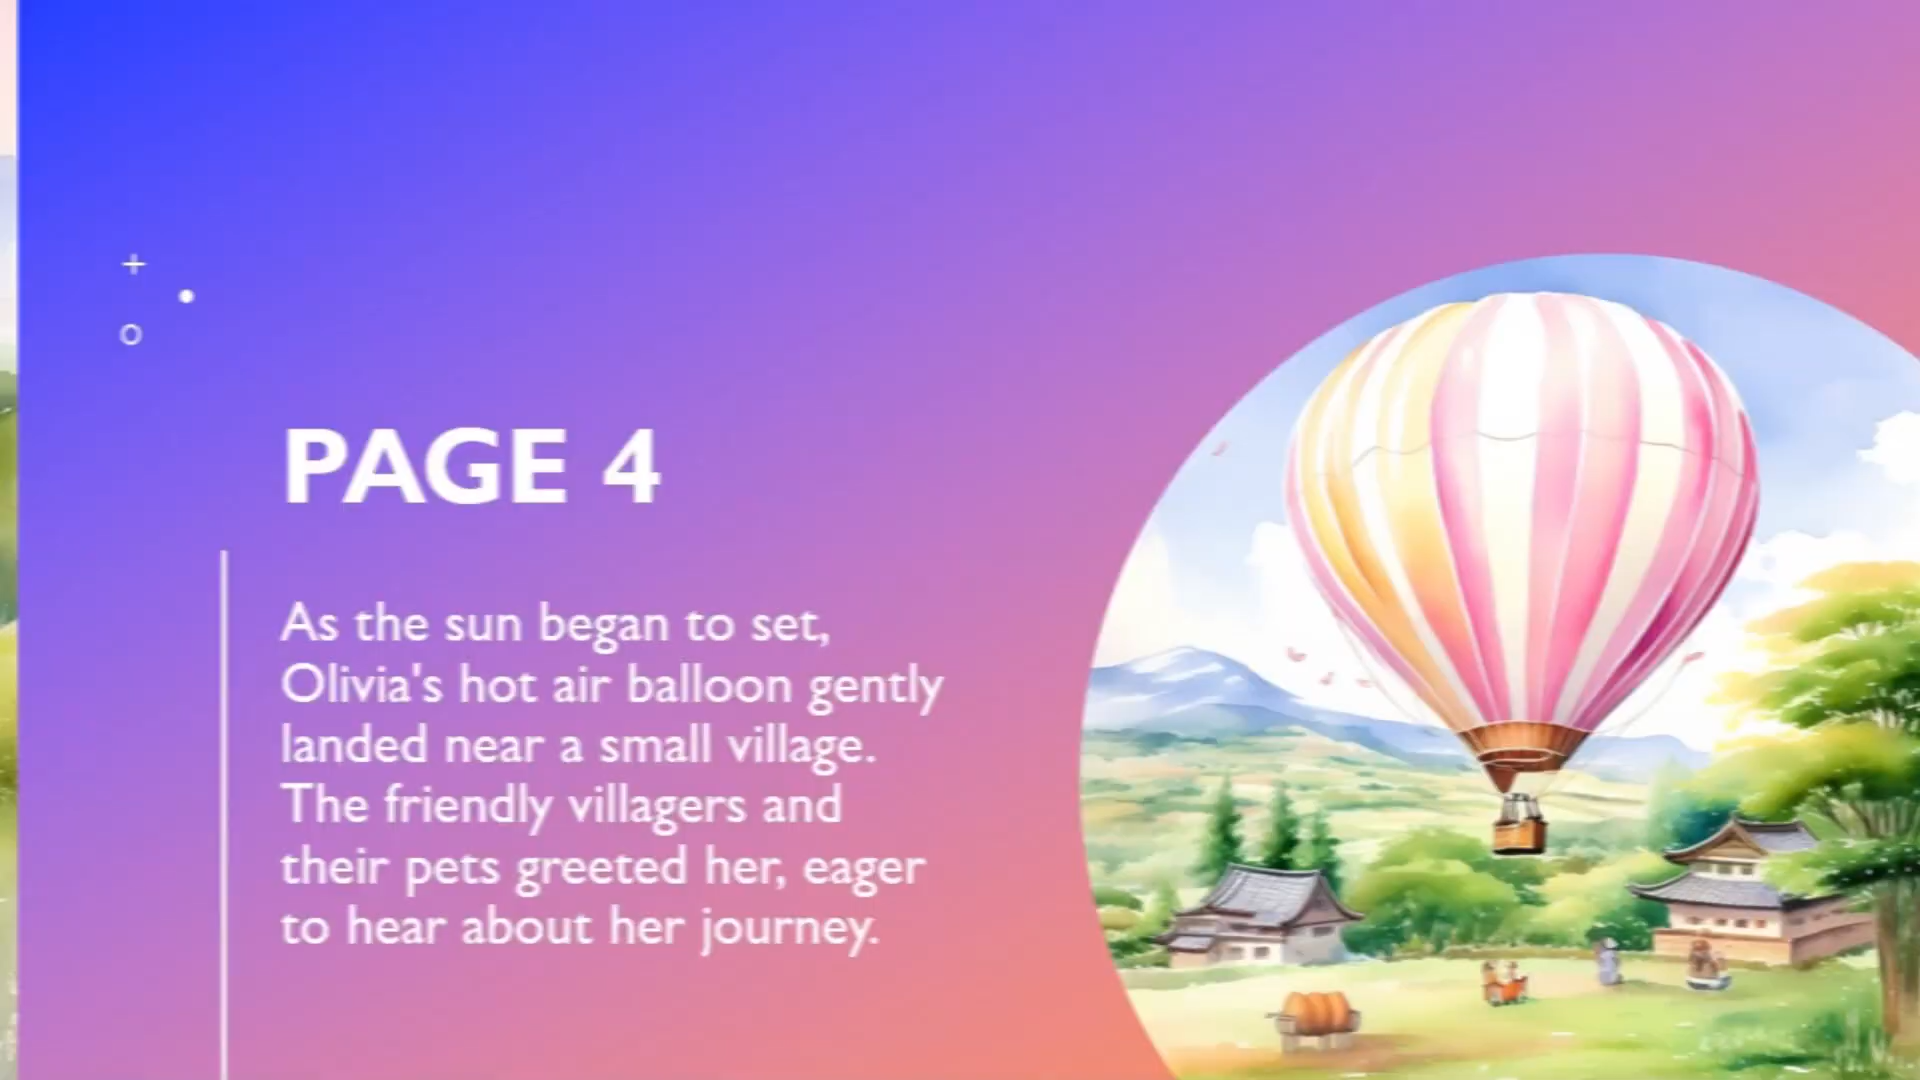 PAGE 4
As the sun began to set,
Olivia's hot air balloon gently
landed near a small village.
The friendly villagers and
their pets greeted her, eager
to hear about her journey.